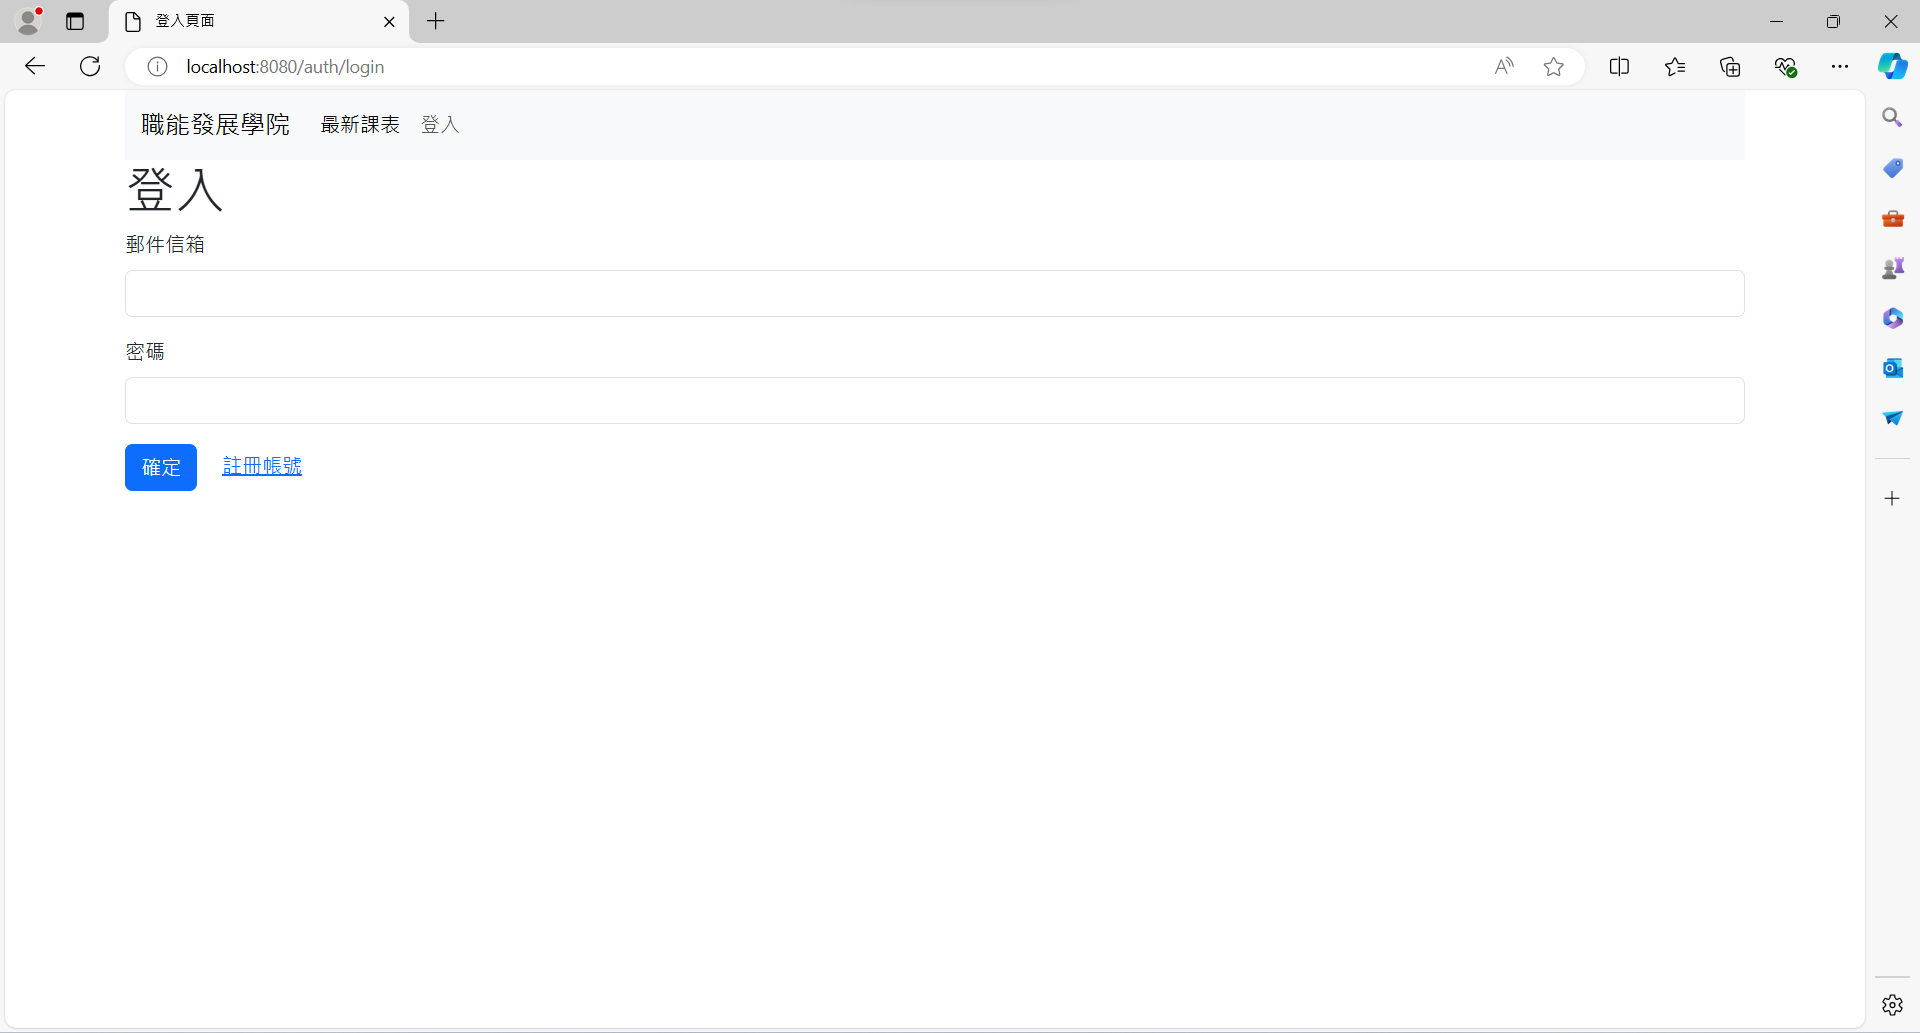 登入頁面
localhost:8080/auth/login
職能發展學院 最新課表 登入
登入
郵件信箱
密碼
確定 註冊帳號